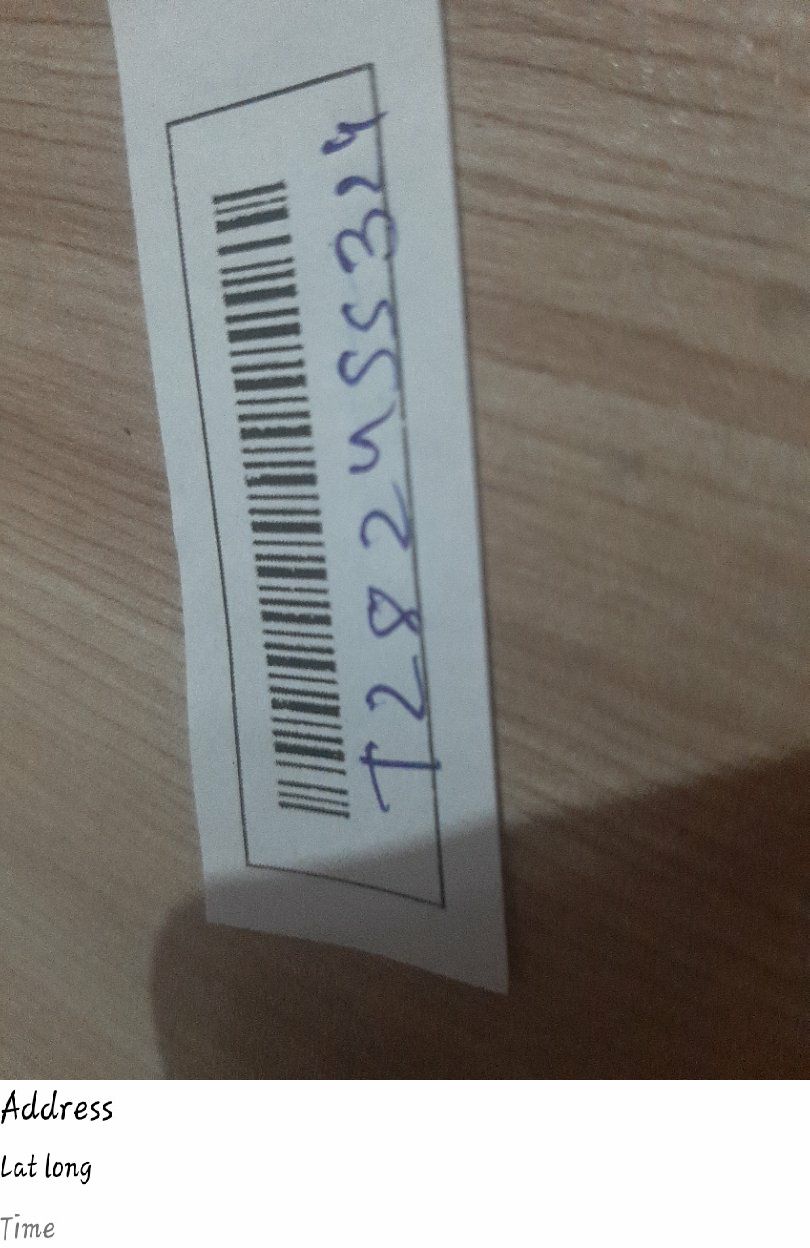 T282455324
Address
Lat long
Time